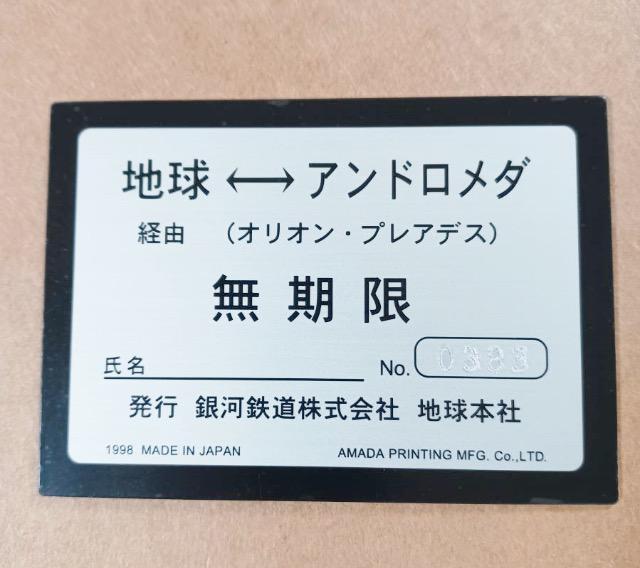 地球 ⟷ アンドロメダ
経由 （オリオン・プレアデス）
無期限
氏名 No. 0383
発行 銀河鉄道株式会社 地球本社
1998 MADE IN JAPAN AMADA PRINTING MFG. Co.,LTD.